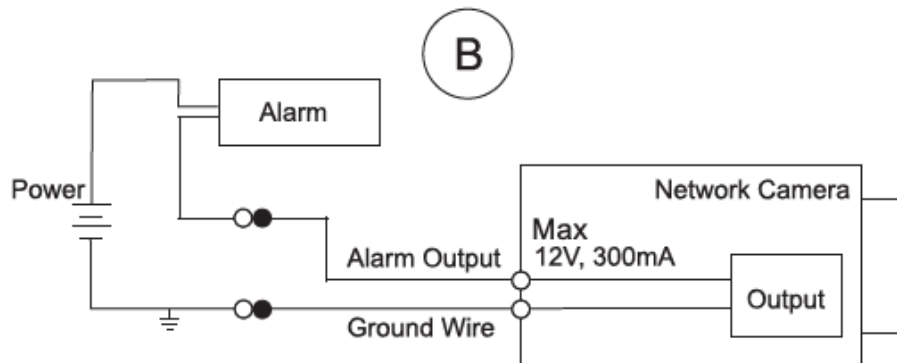 B
Alarm
Power
Network Camera
Max
12V, 300mA
Alarm Output
Output
Ground Wire